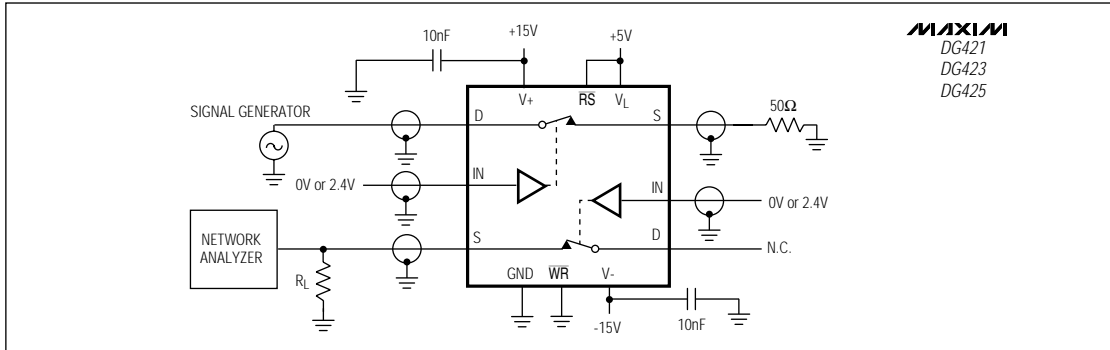 MAXIM
DG421
DG423
DG425
10nF
+15V
+5V
V+
RS
VL
SIGNAL GENERATOR
D
S
50Ω
IN
0V or 2.4V
IN
0V or 2.4V
NETWORK
ANALYZER
S
D
N.C.
RL
GND
WR
V-
-15V
10nF